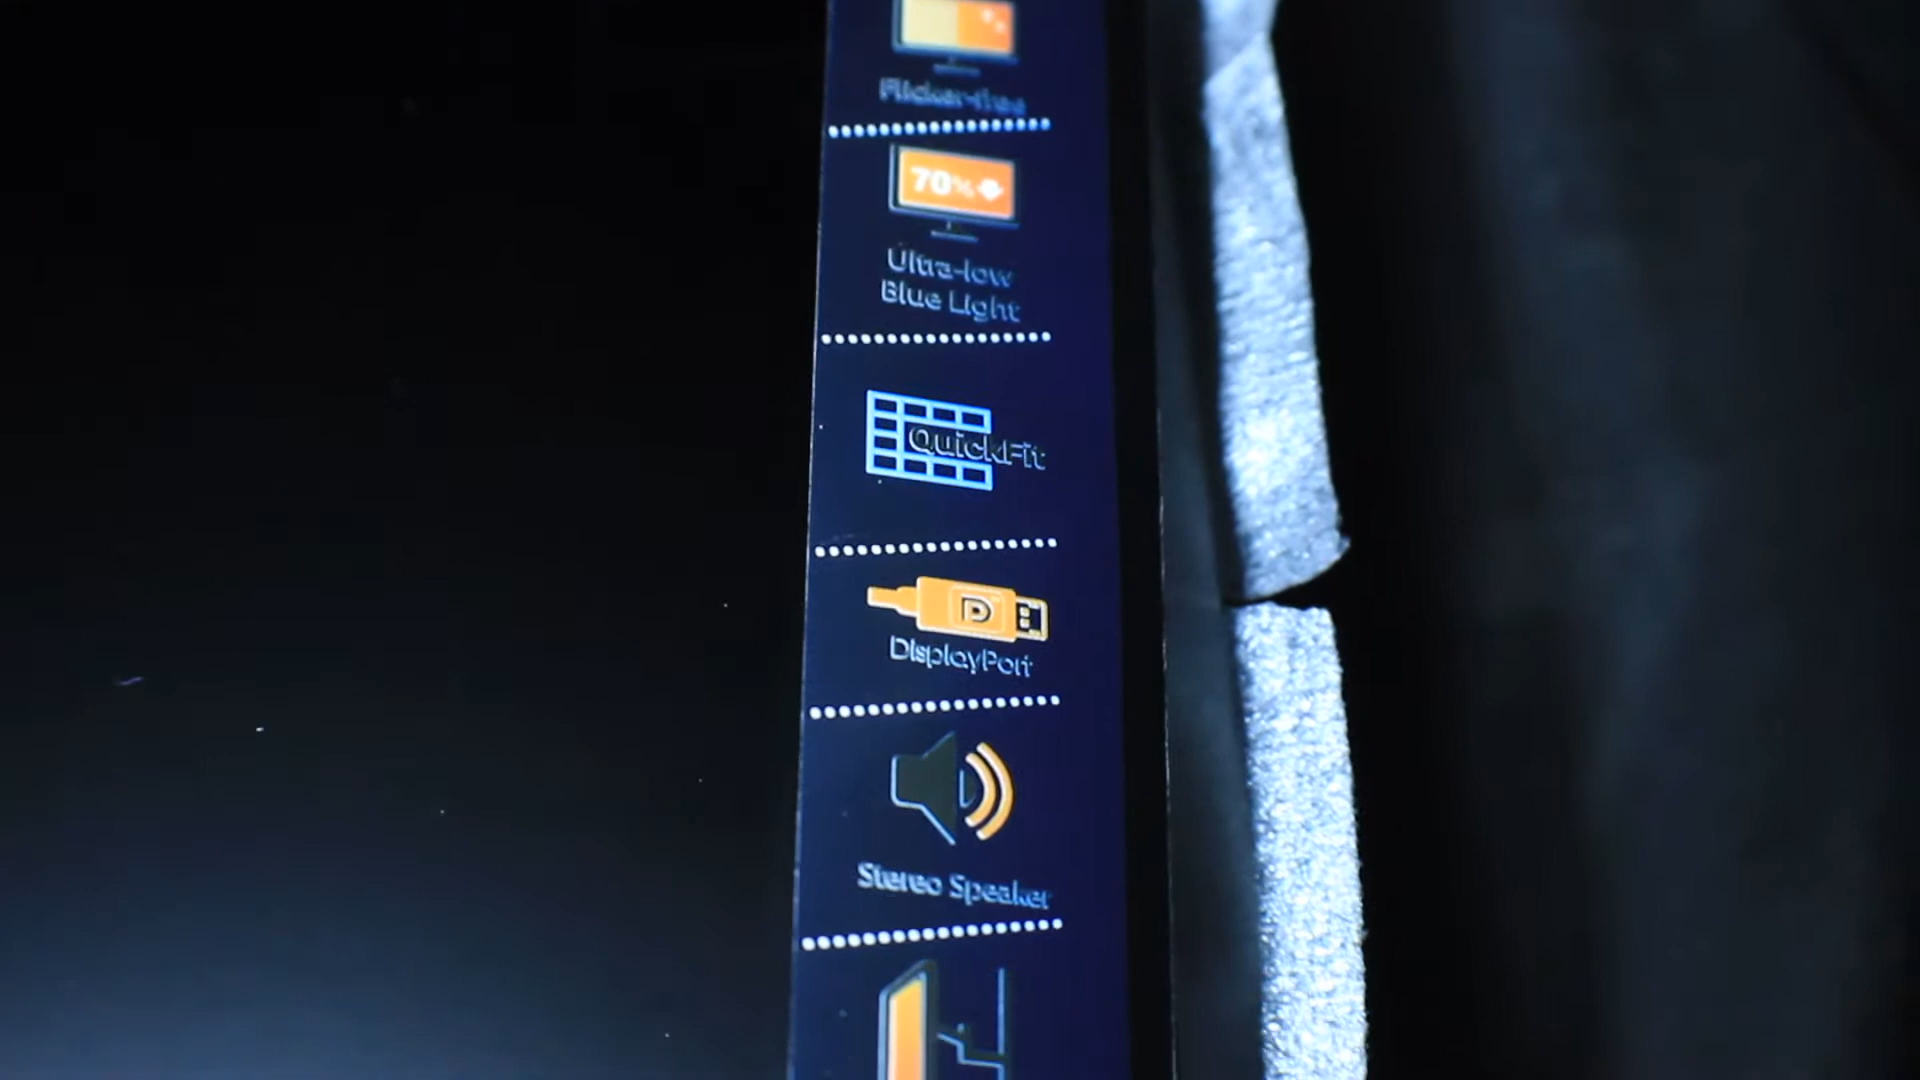 Flicker-free
70%
Ultra-low
Blue Light
QuickFit
D
DisplayPort
Stereo Speaker